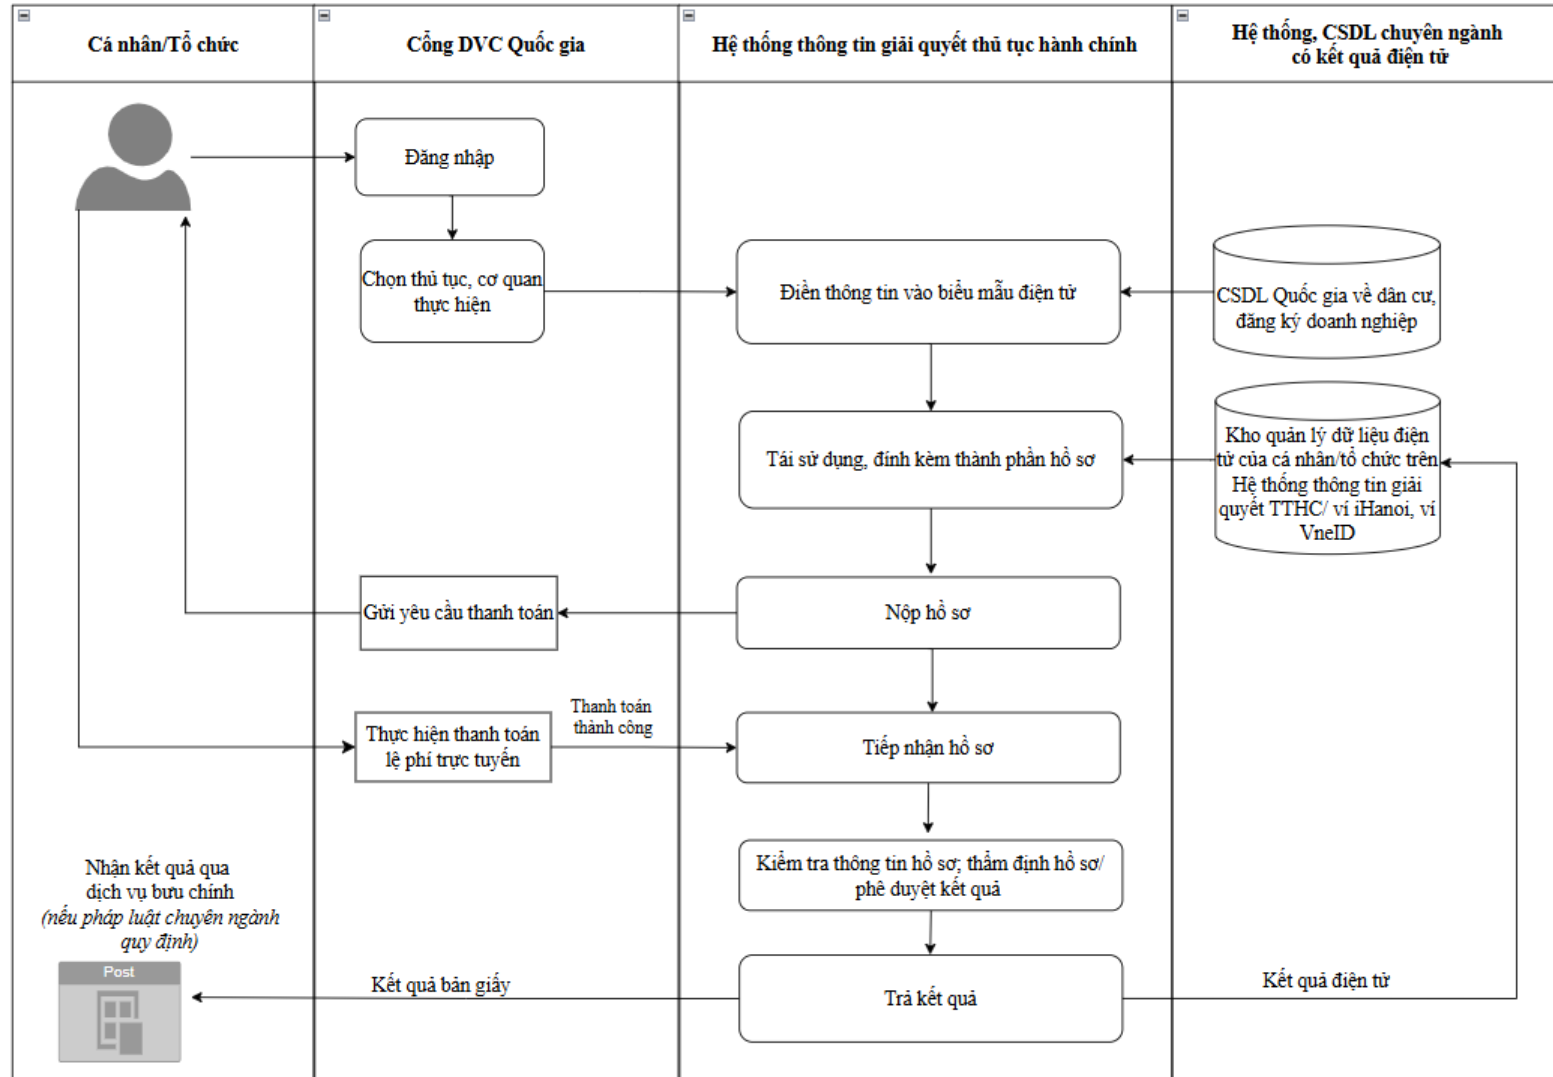 Cá nhân/Tổ chức
Cổng DVC Quốc gia
Hệ thống thông tin giải quyết thủ tục hành chính
Hệ thống, CSDL chuyên ngành
có kết quả điện tử
Đăng nhập
Chọn thủ tục, cơ quan
thực hiện
Điền thông tin vào biểu mẫu điện tử
CSDL Quốc gia về dân cư,
đăng ký doanh nghiệp
Tái sử dụng, đính kèm thành phần hồ sơ
Kho quản lý dữ liệu điện
tử của cá nhân/tổ chức trên
Hệ thống thông tin giải
quyết TTHC/ ví iHanoi, ví
VneID
Gửi yêu cầu thanh toán
Nộp hồ sơ
Thực hiện thanh toán
lệ phí trực tuyến
Thanh toán
thành công
Tiếp nhận hồ sơ
Kiểm tra thông tin hồ sơ; thẩm định hồ sơ/
phê duyệt kết quả
Nhận kết quả qua
dịch vụ bưu chính
(nếu pháp luật chuyên ngành
quy định)
Post
Kết quả bản giấy
Trả kết quả
Kết quả điện tử